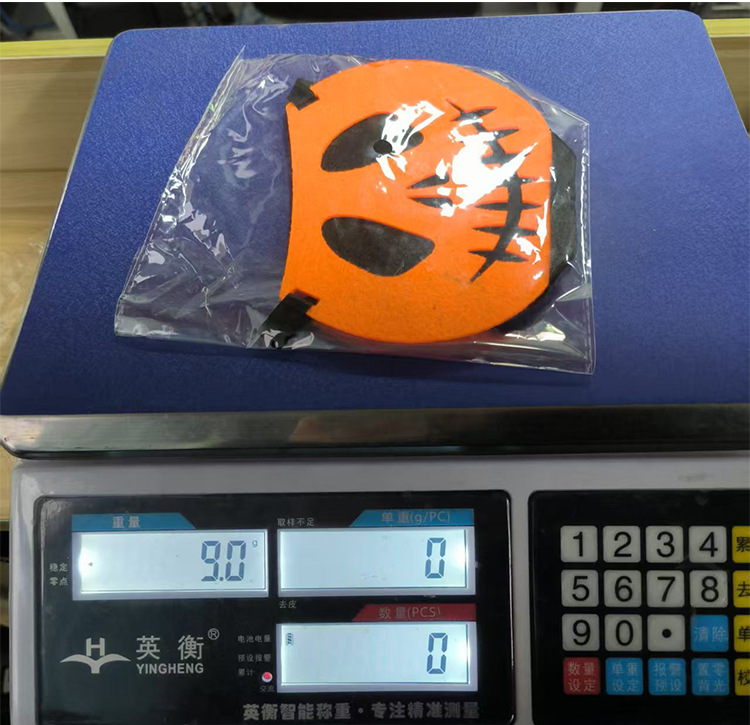 重量
取样不足
单重(g/PC)
稳定
零点
9.0 g
0
去皮
数量(PCS)
H
英衡®
YINGHENG
电池电量
预设报警
累计
交流
0
英衡智能称重·专注精准测量
1 2 3 4 累
5 6 7 8 去
9 0 · 清除 单
数量设定 单重设定 报警预设 置零背光 校